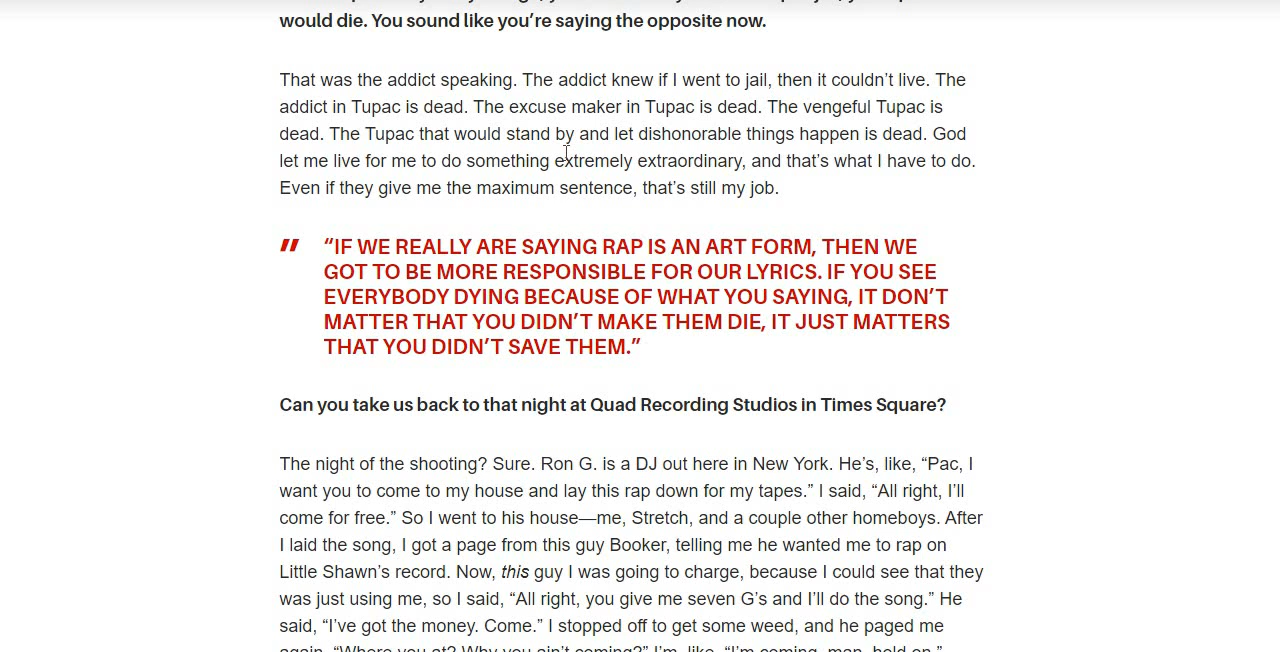 would die. You sound like you’re saying the opposite now.
That was the addict speaking. The addict knew if I went to jail, then it couldn’t live. The
addict in Tupac is dead. The excuse maker in Tupac is dead. The vengeful Tupac is
dead. The Tupac that would stand by and let dishonorable things happen is dead. God
let me live for me to do something extremely extraordinary, and that’s what I have to do.
Even if they give me the maximum sentence, that’s still my job.
“IF WE REALLY ARE SAYING RAP IS AN ART FORM, THEN WE
GOT TO BE MORE RESPONSIBLE FOR OUR LYRICS. IF YOU SEE
EVERYBODY DYING BECAUSE OF WHAT YOU SAYING, IT DON’T
MATTER THAT YOU DIDN’T MAKE THEM DIE, IT JUST MATTERS
THAT YOU DIDN’T SAVE THEM.”
Can you take us back to that night at Quad Recording Studios in Times Square?
The night of the shooting? Sure. Ron G. is a DJ out here in New York. He’s, like, “Pac, I
want you to come to my house and lay this rap down for my tapes.” I said, “All right, I’ll
come for free.” So I went to his house—me, Stretch, and a couple other homeboys. After
I laid the song, I got a page from this guy Booker, telling me he wanted me to rap on
Little Shawn’s record. Now, this guy I was going to charge, because I could see that they
was just using me, so I said, “All right, you give me seven G’s and I’ll do the song.” He
said, “I’ve got the money. Come.” I stopped off to get some weed, and he paged me
again. “Where you at? Why you ain’t coming?” I’m, like, “I’m coming, man, hold on.”